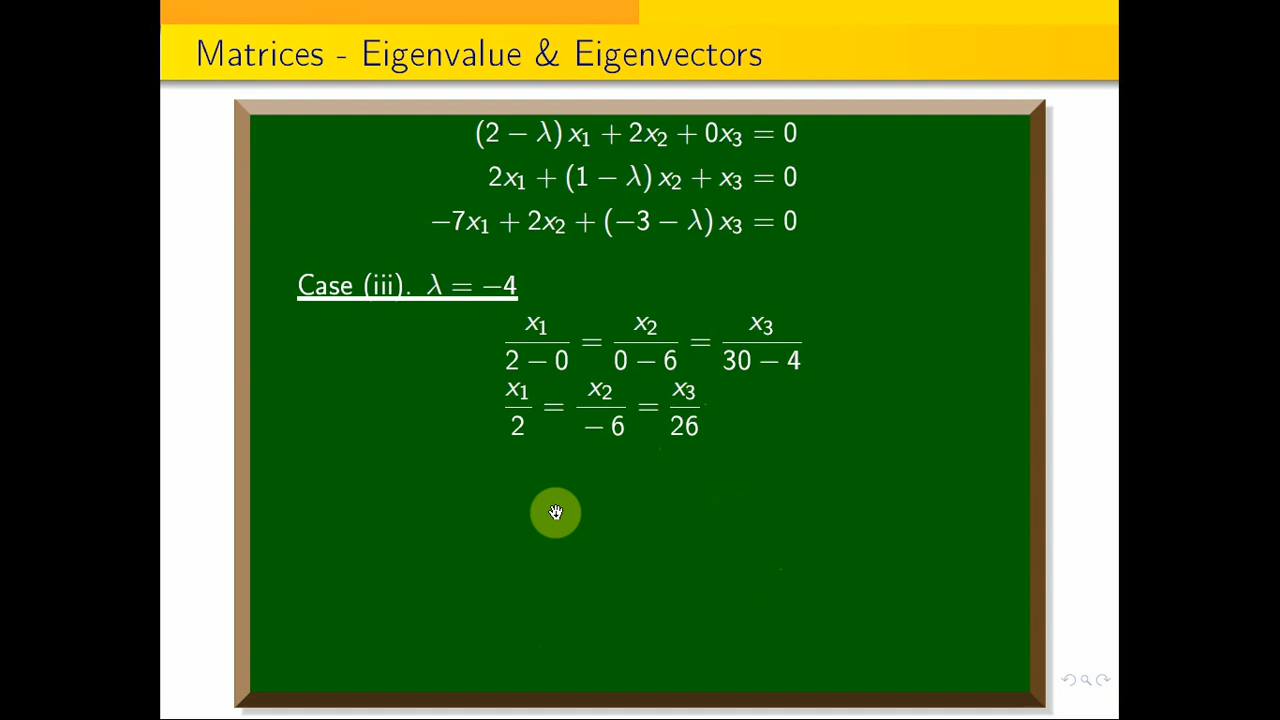 Matrices - Eigenvalue & Eigenvectors
(2 − λ) x₁ + 2x₂ + 0x₃ = 0
2x₁ + (1 − λ) x₂ + x₃ = 0
−7x₁ + 2x₂ + (−3 − λ) x₃ = 0
Case (iii). λ = −4
x₁/(2 − 0) = x₂/(0 − 6) = x₃/(30 − 4)
x₁/2 = x₂/−6 = x₃/26